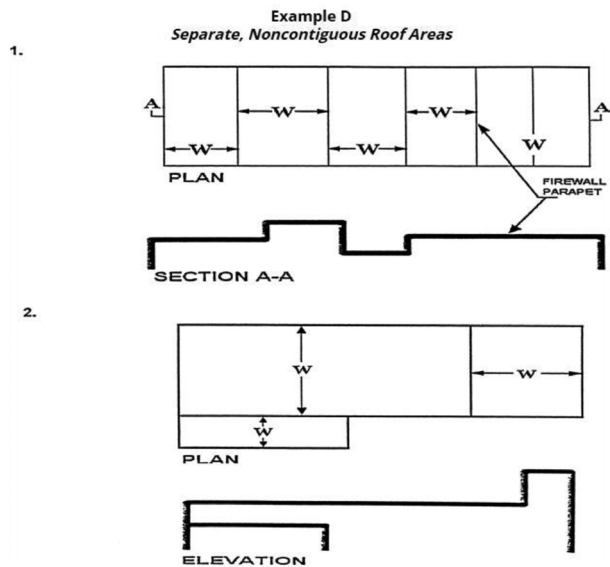 Example D
Separate, Noncontiguous Roof Areas
1.
A
A
W
W
W
W
W
PLAN
FIREWALL
PARAPET
SECTION A-A
2.
W
W
W
PLAN
ELEVATION